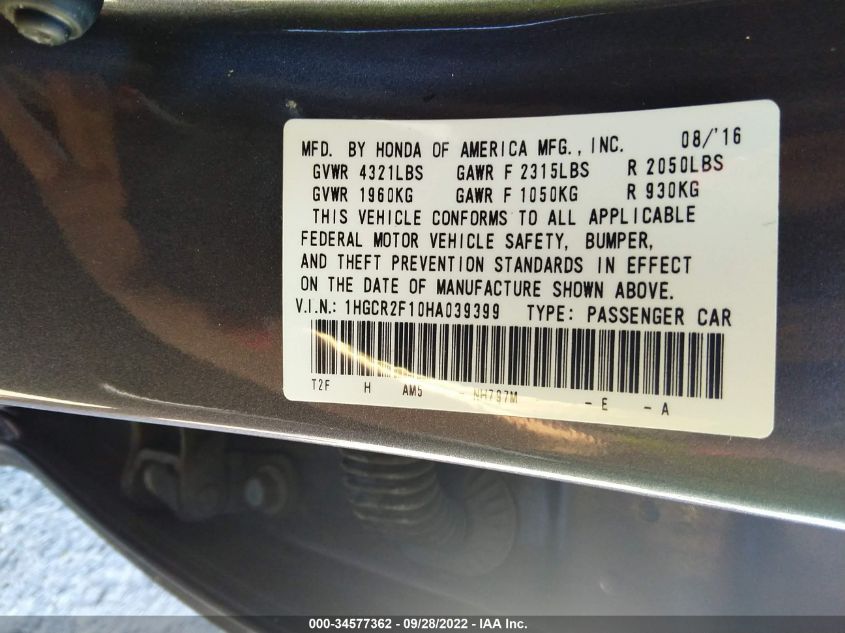 MFD. BY HONDA OF AMERICA MFG., INC. 08/'16
GVWR 4321LBS GAWR F 2315LBS R 2050LBS
GVWR 1960KG GAWR F 1050KG R 930KG
THIS VEHICLE CONFORMS TO ALL APPLICABLE
FEDERAL MOTOR VEHICLE SAFETY, BUMPER,
AND THEFT PREVENTION STANDARDS IN EFFECT
ON THE DATE OF MANUFACTURE SHOWN ABOVE.
V.I.N.: 1HGCR2F10HA039399 TYPE: PASSENGER CAR
T2F H AM5 - NH797M - E - A
000-34577362 - 09/28/2022 - IAA Inc.